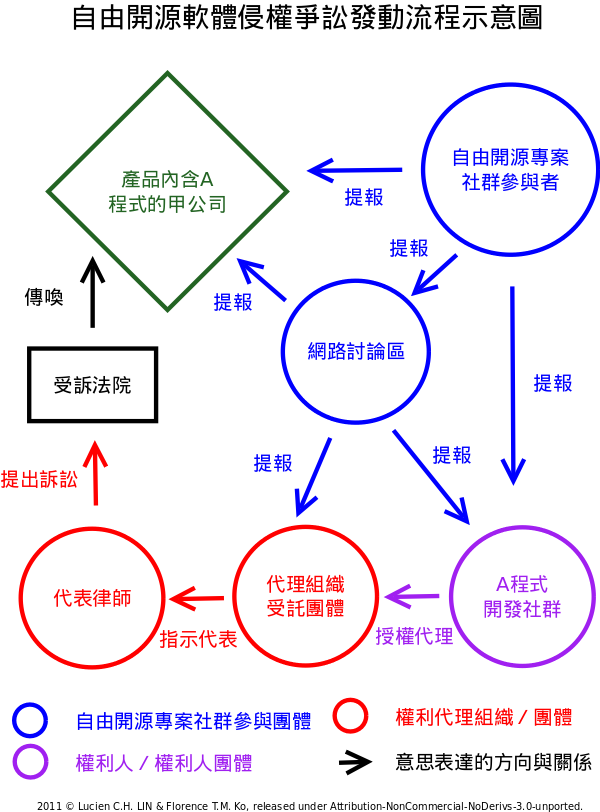 自由開源軟體侵權爭訟發動流程示意圖
產品內含A
程式的甲公司
自由開源專案
社群參與者
提報
提報
提報
傳喚
網路討論區
受訴法院
提報
提報
提報
提出訴訟
代表律師
代理組織
受託團體
A程式
開發社群
指示代表
授權代理
自由開源專案社群參與團體
權利代理組織 / 團體
權利人 / 權利人團體
意思表達的方向與關係
2011 © Lucien C.H. LIN & Florence T.M. Ko, released under Attribution-NonCommercial-NoDerivs-3.0-unported.